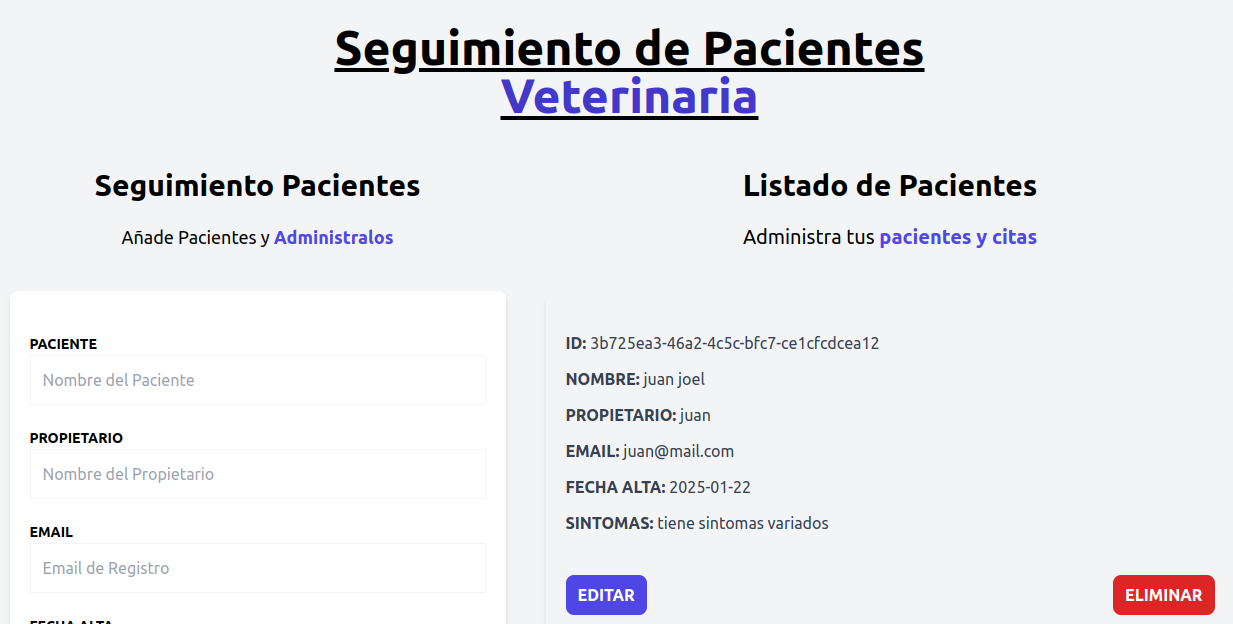 Seguimiento de Pacientes
Veterinaria
Seguimiento Pacientes
Añade Pacientes y Administralos
PACIENTE
Nombre del Paciente
PROPIETARIO
Nombre del Propietario
EMAIL
Email de Registro
FECHA ALTA
Listado de Pacientes
Administra tus pacientes y citas
ID: 3b725ea3-46a2-4c5c-bfc7-ce1cfcdcea12
NOMBRE: juan joel
PROPIETARIO: juan
EMAIL: juan@mail.com
FECHA ALTA: 2025-01-22
SINTOMAS: tiene sintomas variados
EDITAR
ELIMINAR